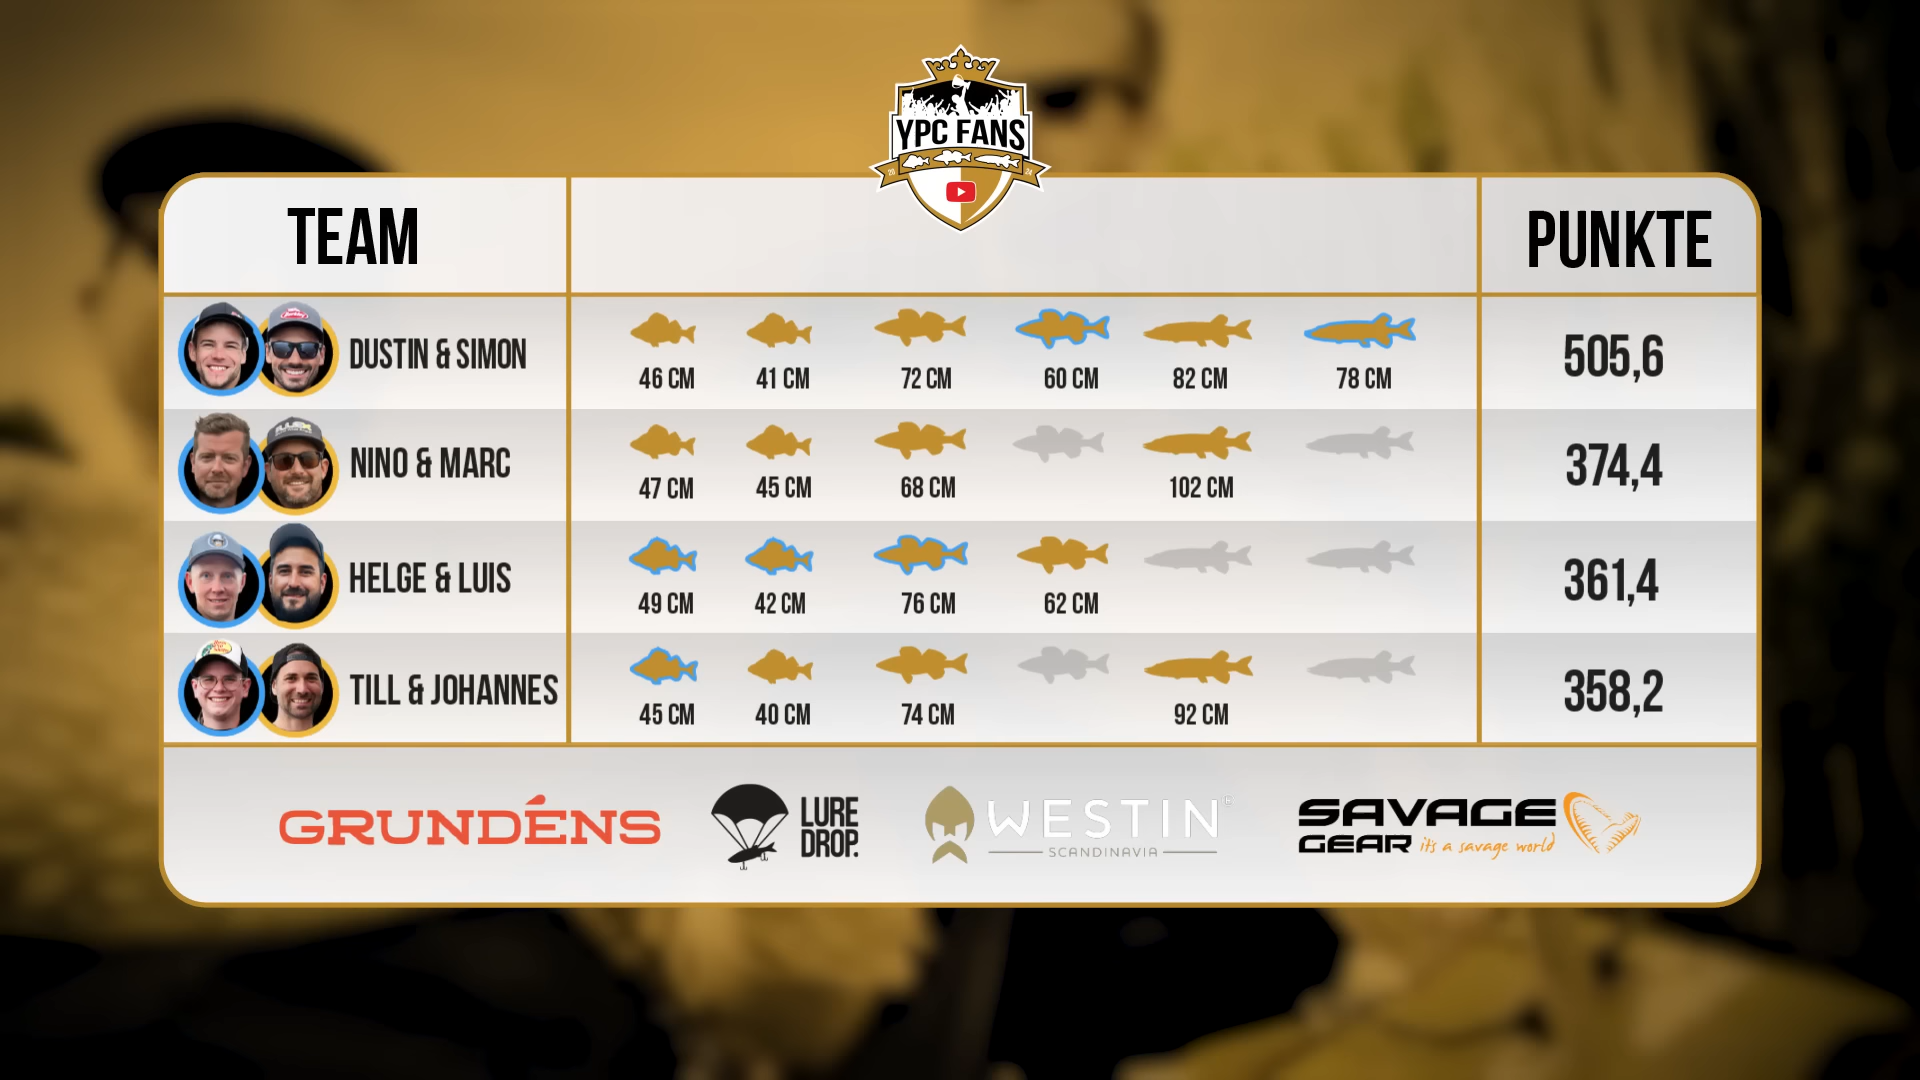 YPC FANS
20 24
TEAM PUNKTE
DUSTIN & SIMON 46 CM 41 CM 72 CM 60 CM 82 CM 78 CM 505,6
NINO & MARC 47 CM 45 CM 68 CM 102 CM 374,4
HELGE & LUIS 49 CM 42 CM 76 CM 62 CM 361,4
TILL & JOHANNES 45 CM 40 CM 74 CM 92 CM 358,2
GRUNDÉNS
LURE
DROP.
WESTIN®
SCANDINAVIA
SAVAGE
GEAR it's a savage world